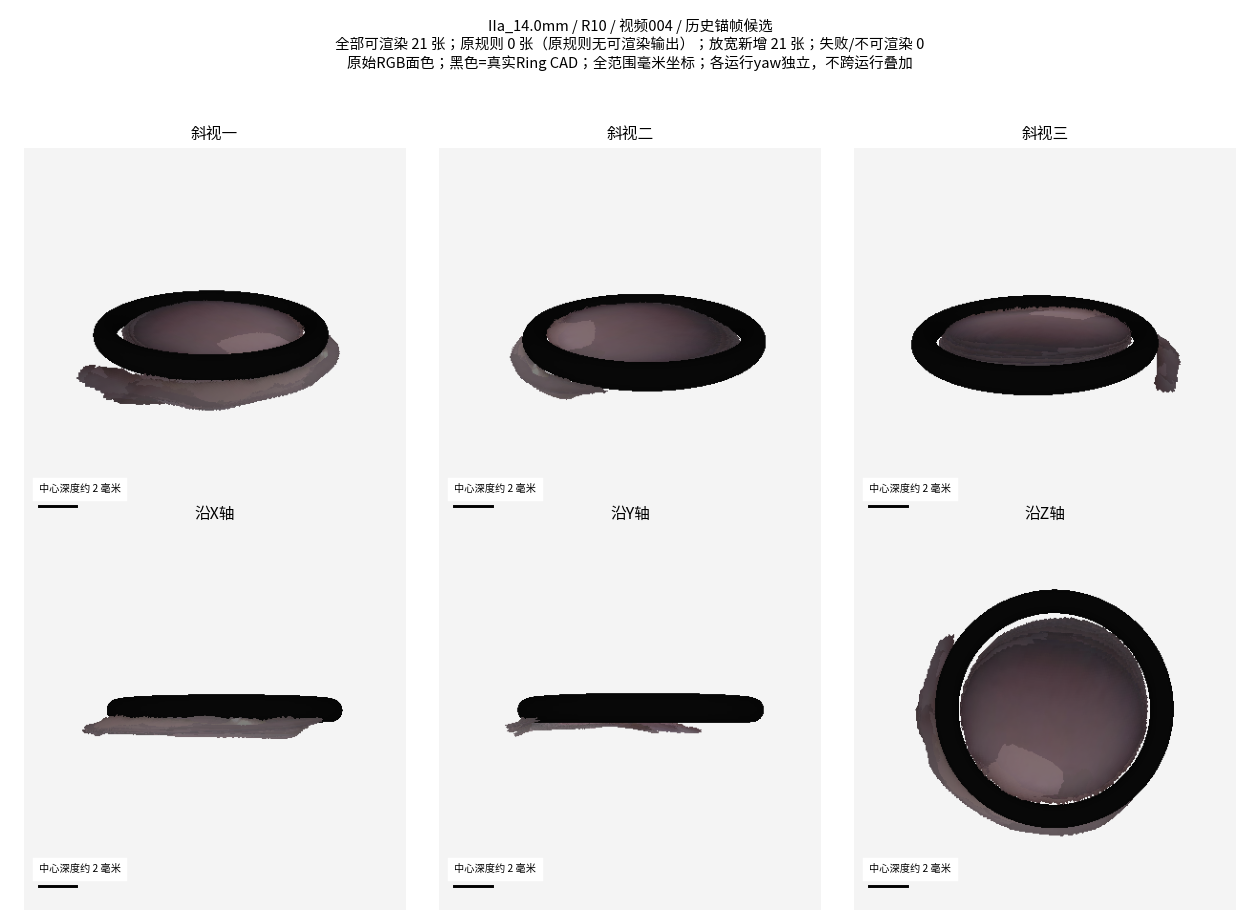 IIa_14.0mm / R10 / 视频004 / 历史锚帧候选
全部可渲染 21 张；原规则 0 张（原规则无可渲染输出）；放宽新增 21 张；失败/不可渲染 0
原始RGB面色；黑色=真实Ring CAD；全范围毫米坐标；各运行yaw独立，不跨运行叠加
斜视一
斜视二
斜视三
中心深度约 2 毫米
中心深度约 2 毫米
中心深度约 2 毫米
沿X轴
沿Y轴
沿Z轴
中心深度约 2 毫米
中心深度约 2 毫米
中心深度约 2 毫米